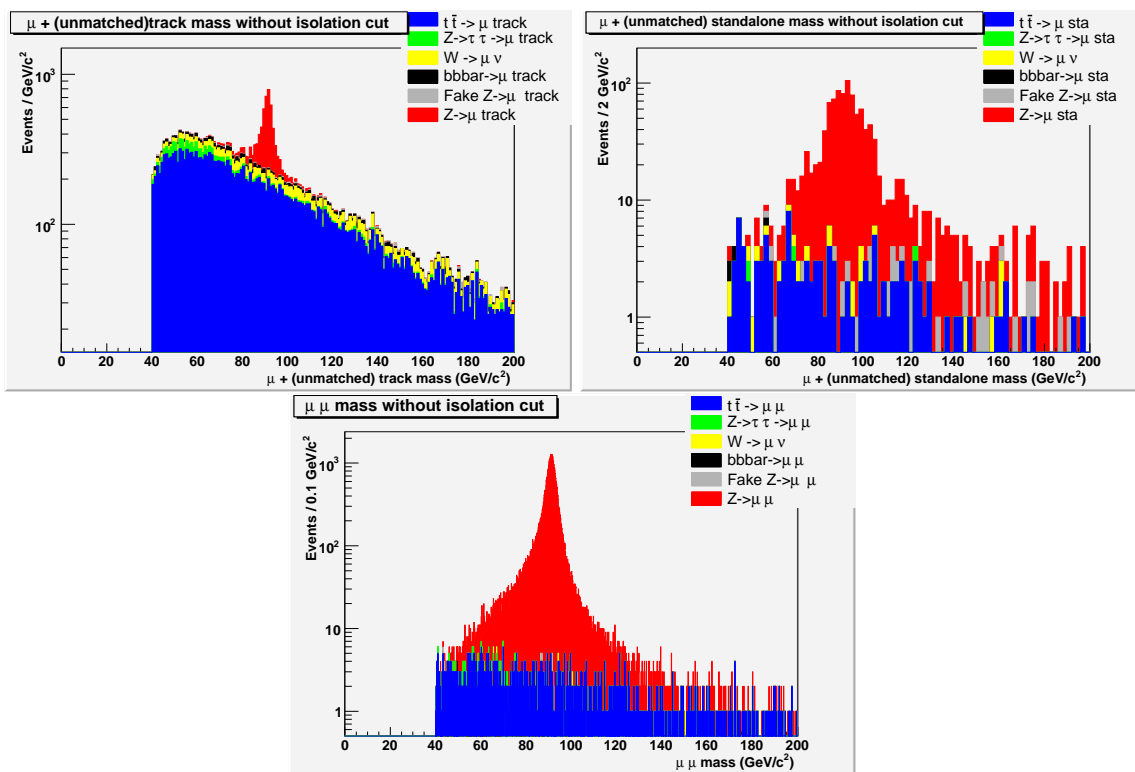 μ + (unmatched)track mass without isolation cut
t t̄ -> μ track
Z->τ τ ->μ track
W -> μ ν
bbbar->μ track
Fake Z->μ track
Z->μ track
Events / GeV/c²
10³
10²
0 20 40 60 80 100 120 140 160 180 200
μ + (unmatched) track mass (GeV/c²)
μ + (unmatched) standalone mass without isolation cut
t t̄ -> μ sta
Z->τ τ ->μ sta
W -> μ ν
bbbar->μ sta
Fake Z->μ sta
Z->μ sta
Events / 2 GeV/c²
10²
10
1
0 20 40 60 80 100 120 140 160 180 200
μ + (unmatched) standalone mass (GeV/c²)
μ μ mass without isolation cut
t t̄ -> μ μ
Z->τ τ ->μ μ
W -> μ ν
bbbar->μ μ
Fake Z->μ μ
Z->μ μ
Events / 0.1 GeV/c²
10³
10²
10
1
0 20 40 60 80 100 120 140 160 180 200
μ μ mass (GeV/c²)